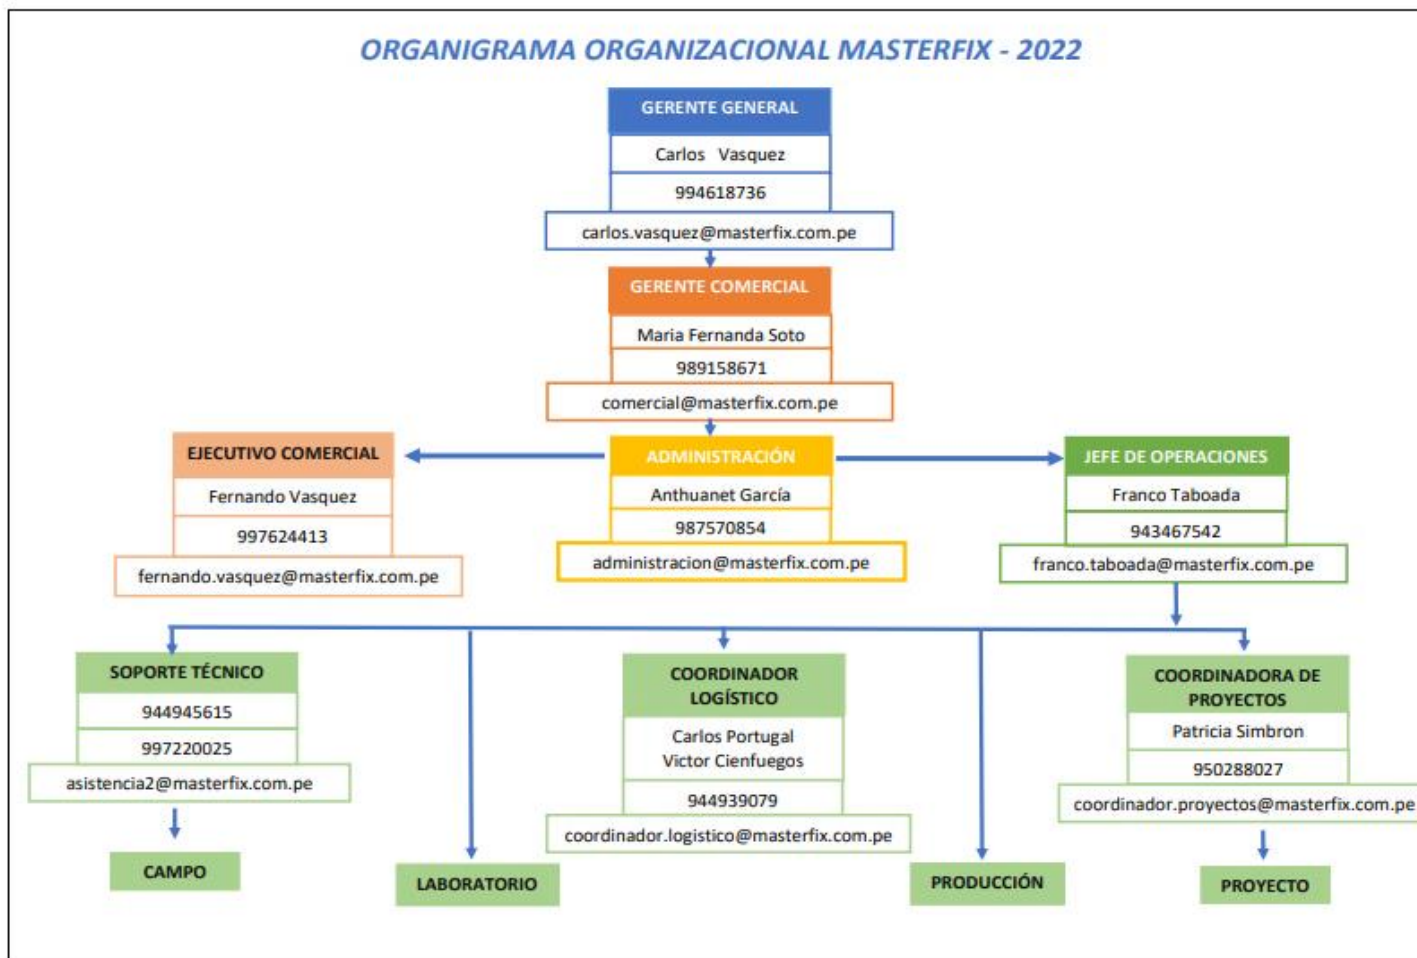 ORGANIGRAMA ORGANIZACIONAL MASTERFIX - 2022
GERENTE GENERAL
Carlos Vasquez
994618736
carlos.vasquez@masterfix.com.pe
GERENTE COMERCIAL
Maria Fernanda Soto
989158671
comercial@masterfix.com.pe
EJECUTIVO COMERCIAL
Fernando Vasquez
997624413
fernando.vasquez@masterfix.com.pe
ADMINISTRACIÓN
Anthuanet García
987570854
administracion@masterfix.com.pe
JEFE DE OPERACIONES
Franco Taboada
943467542
franco.taboada@masterfix.com.pe
SOPORTE TÉCNICO
944945615
997220025
asistencia2@masterfix.com.pe
CAMPO
LABORATORIO
COORDINADOR
LOGÍSTICO
Carlos Portugal
Victor Cienfuegos
944939079
coordinador.logistico@masterfix.com.pe
PRODUCCIÓN
COORDINADORA DE
PROYECTOS
Patricia Simbron
950288027
coordinador.proyectos@masterfix.com.pe
PROYECTO